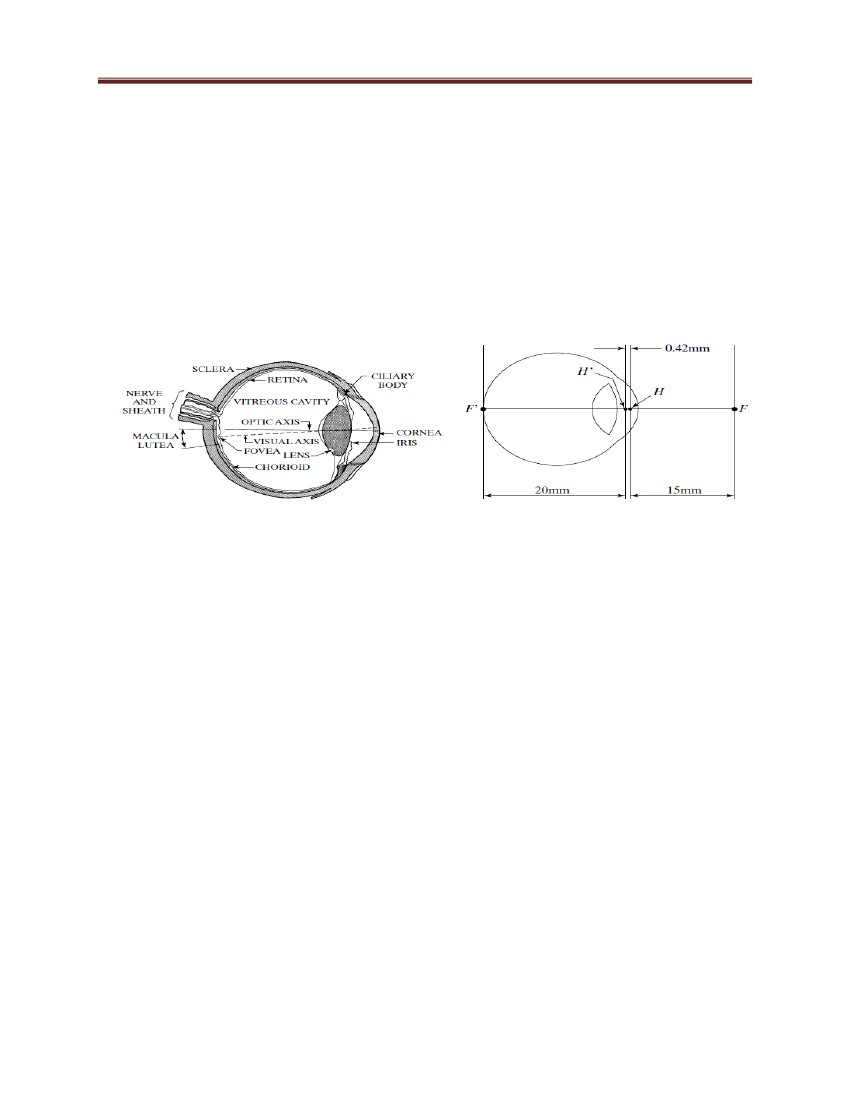 SCLERA
RETINA
CILIARY
BODY
NERVE
AND
SHEATH
VITREOUS CAVITY
OPTIC AXIS
MACULA
LUTEA
VISUAL AXIS
CORNEA
IRIS
FOVEA
LENS
CHORIOID
0.42mm
H’
H
F’
F
20mm
15mm